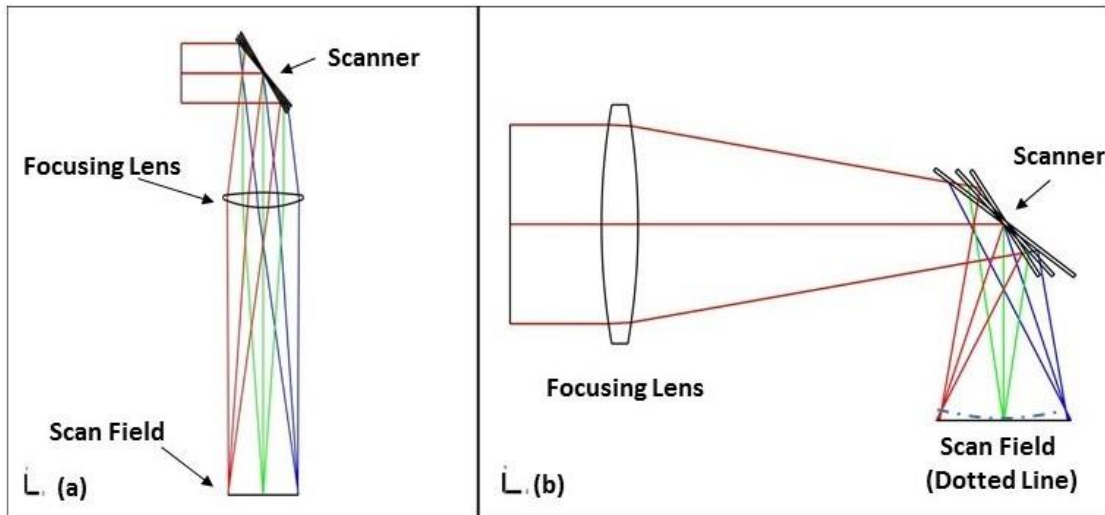 Scanner
Focusing Lens
Scan Field
(a)
Scanner
Focusing Lens
Scan Field
(Dotted Line)
(b)